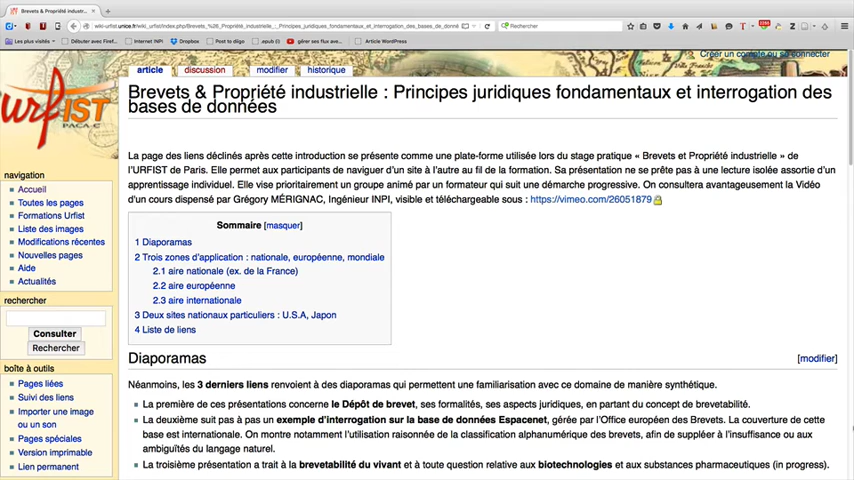 Brevets & Propriété industr...
wiki-urfist.unice.fr/wiki_urfist/index.php/Brevets_%26_Propriété_industrielle_:_Principes_juridiques_fondamentaux_et_interrogation_des_bases_de_donné
Rechercher
Les plus visités
Débuter avec Firef...
Internet INPI
Dropbox
Post to diigo
.epub {}
gérer ses flux avec...
Article WordPress
Créer un compte ou se connecter
article
discussion
modifier
historique
URFIST
PACA-C
Brevets & Propriété industrielle : Principes juridiques fondamentaux et interrogation des
bases de données
La page des liens déclinés après cette introduction se présente comme une plate-forme utilisée lors du stage pratique « Brevets et Propriété industrielle » de
l'URFIST de Paris. Elle permet aux participants de naviguer d'un site à l'autre au fil de la formation. Sa présentation ne se prête pas à une lecture isolée assortie d'un
apprentissage individuel. Elle vise prioritairement un groupe animé par un formateur qui suit une démarche progressive. On consultera avantageusement la Vidéo
d'un cours dispensé par Grégory MÉRIGNAC, Ingénieur INPI, visible et téléchargeable sous : https://vimeo.com/26051879
navigation
Accueil
Toutes les pages
Formations Urfist
Liste des images
Modifications récentes
Nouvelles pages
Aide
Actualités
rechercher
Consulter
Rechercher
boîte à outils
Pages liées
Suivi des liens
Importer une image
ou un son
Pages spéciales
Version imprimable
Lien permanent
Sommaire [masquer]
1 Diaporamas
2 Trois zones d'application : nationale, européenne, mondiale
2.1 aire nationale (ex. de la France)
2.2 aire européenne
2.3 aire internationale
3 Deux sites nationaux particuliers : U.S.A, Japon
4 Liste de liens
Diaporamas [modifier]
Néanmoins, les 3 derniers liens renvoient à des diaporamas qui permettent une familiarisation avec ce domaine de manière synthétique.
La première de ces présentations concerne le Dépôt de brevet, ses formalités, ses aspects juridiques, en partant du concept de brevetabilité.
La deuxième suit pas à pas un exemple d'interrogation sur la base de données Espacenet, gérée par l'Office européen des Brevets. La couverture de cette
base est internationale. On montre notamment l'utilisation raisonnée de la classification alphanumérique des brevets, afin de suppléer à l'insuffisance ou aux
ambiguïtés du langage naturel.
La troisième présentation a trait à la brevetabilité du vivant et à toute question relative aux biotechnologies et aux substances pharmaceutiques (in progress).